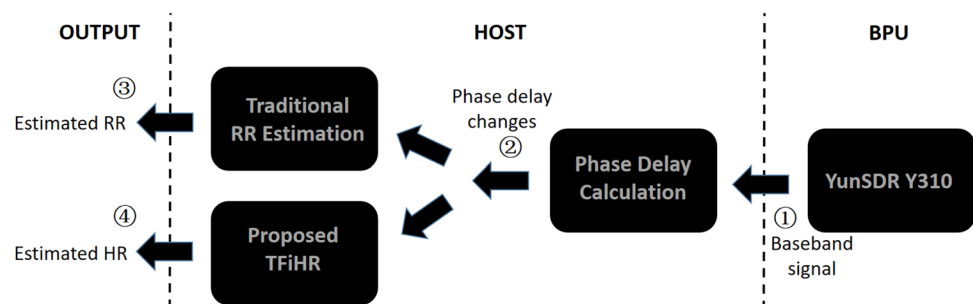 OUTPUT
HOST
BPU
③
Estimated RR
Traditional
RR Estimation
Phase delay
changes
②
Phase Delay
Calculation
YunSDR Y310
①
Baseband
signal
④
Estimated HR
Proposed
TFiHR